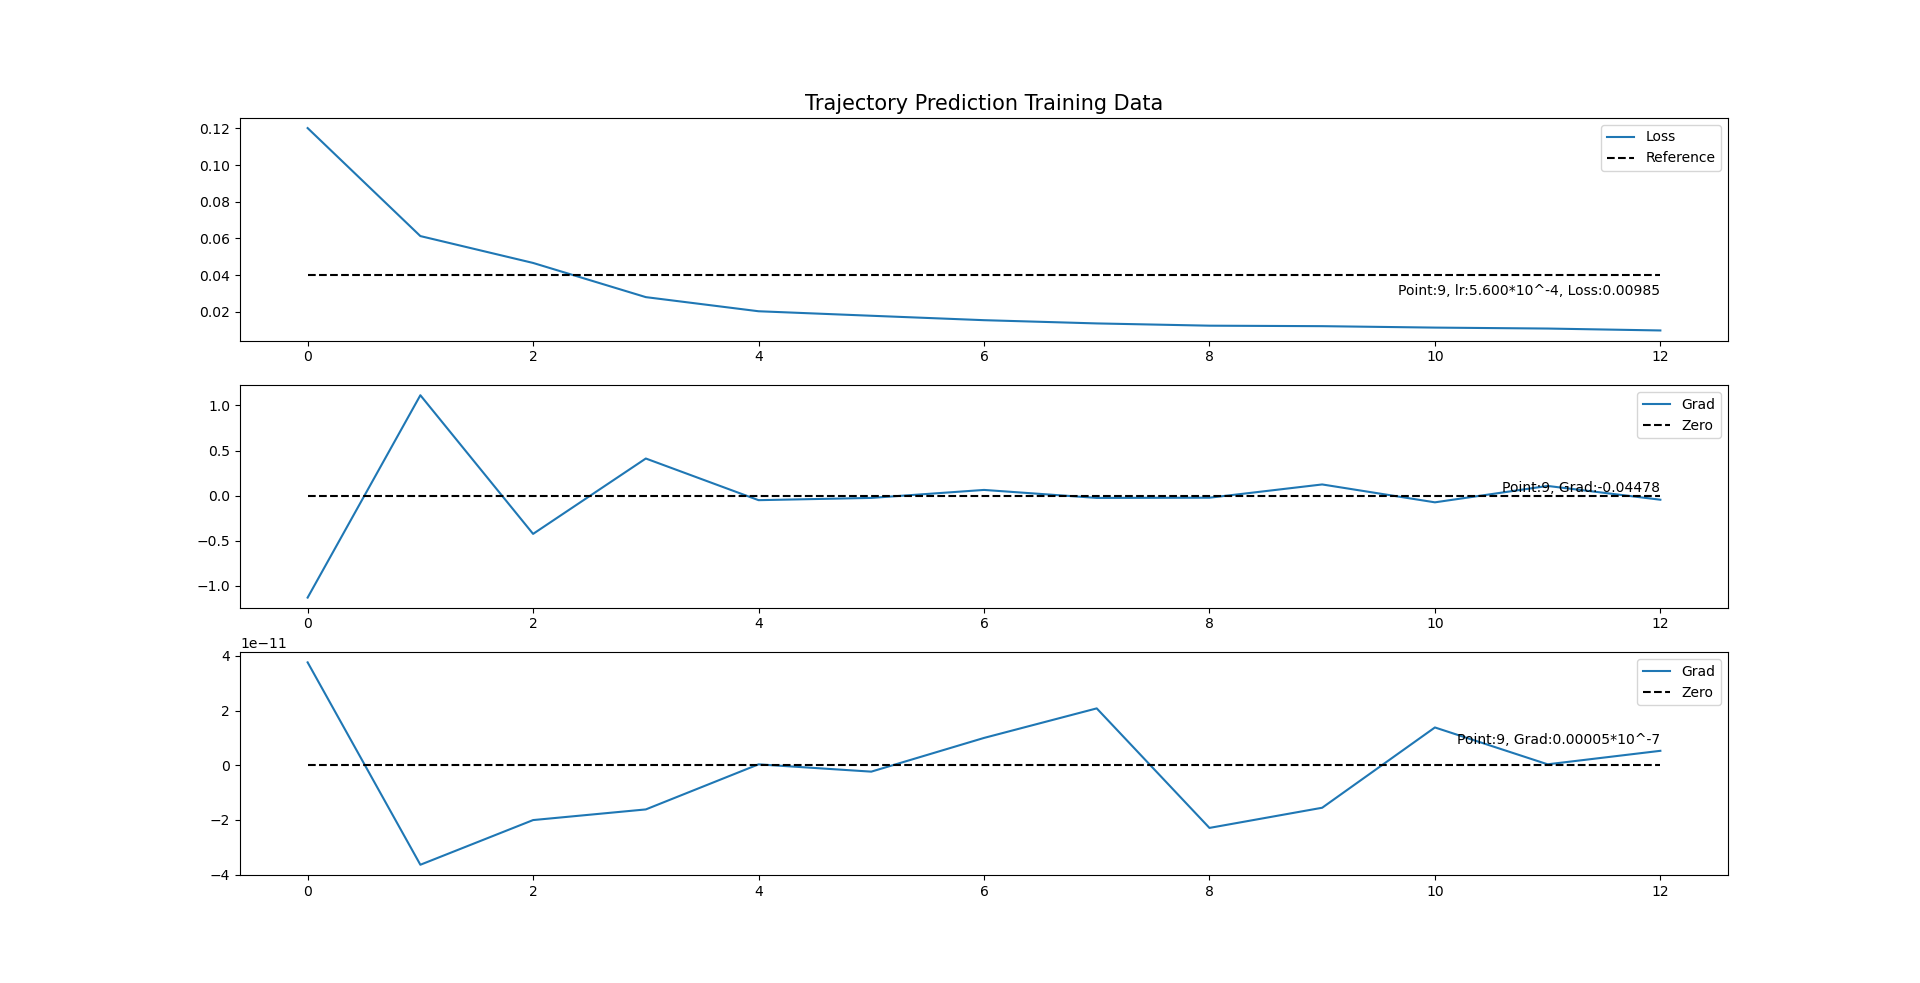 Trajectory Prediction Training Data
0.12
0.10
0.08
0.06
0.04
0.02
Loss
Reference
Point:9, lr:5.600*10^-4, Loss:0.00985
0 2 4 6 8 10 12
1.0
0.5
0.0
−0.5
−1.0
Grad
Zero
Point:9, Grad:-0.04478
0 2 4 6 8 10 12
1e−11
4
2
0
−2
−4
Grad
Zero
Point:9, Grad:0.00005*10^-7
0 2 4 6 8 10 12